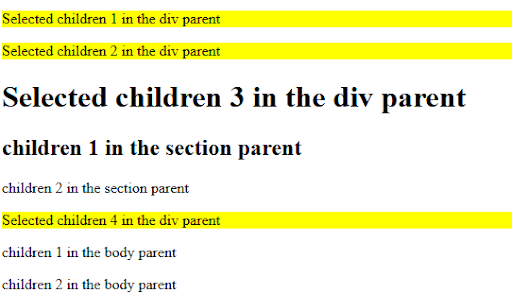 Selected children 1 in the div parent
Selected children 2 in the div parent
Selected children 3 in the div parent
children 1 in the section parent
children 2 in the section parent
Selected children 4 in the div parent
children 1 in the body parent
children 2 in the body parent